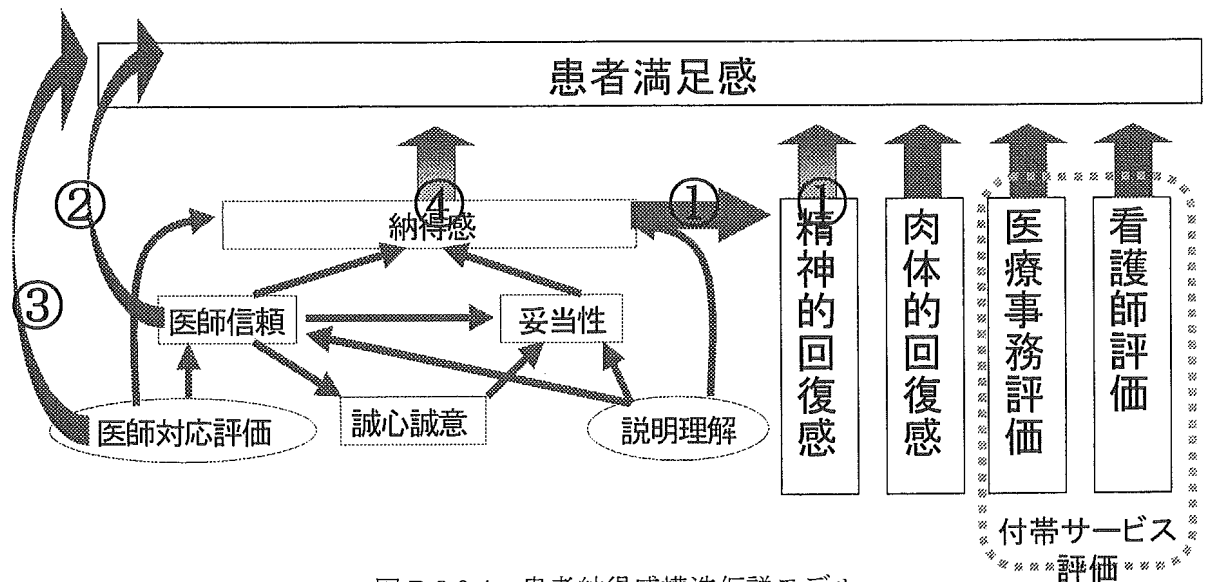 患者満足感
②
④
①
①
納得感
③
医師信頼
妥当性
医師対応評価
誠心誠意
説明理解
精神的回復感
肉体的回復感
医療事務評価
看護師評価
付帯サービス
評価